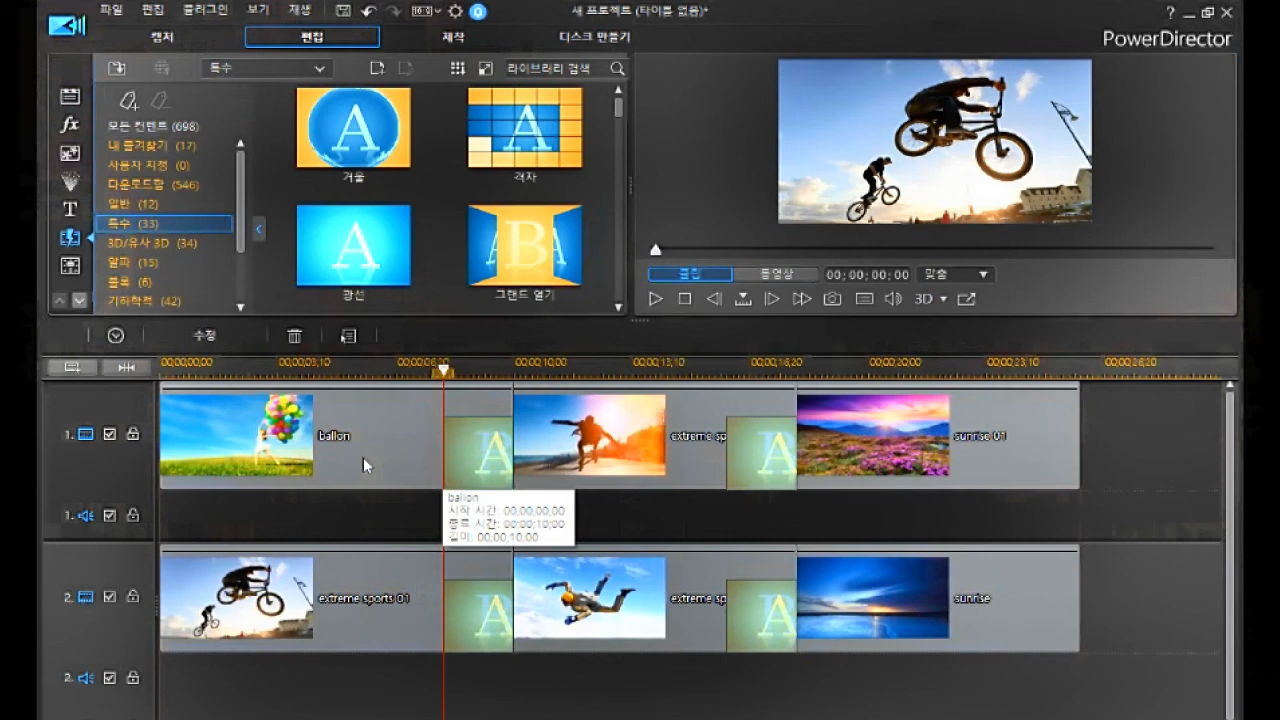 파일 편집 플러그인 보기 재생
새 프로젝트 (타이틀 없음)*
캡처 편집 제작 디스크 만들기
PowerDirector
특수
라이브러리 검색
모든 컨텐트 (698)
내 즐겨찾기 (17)
사용자 지정 (0)
다운로드함 (546)
일반 (12)
특수 (33)
3D/유사 3D (34)
알파 (15)
블록 (6)
기하학적 (42)
거울
격자
광선
그랜드 열기
클립 동영상 00;00;00;00 맞춤
3D
수정
00;00;00;00 00;00;03;10 00;00;06;20 00;00;10;00 00;00;13;10 00;00;16;20 00;00;20;00 00;00;23;10 00;00;26;20
1.
ballon
extreme sp
sunrise 01
1.
ballon
시작 시간: 00;00;00;00
종료 시간: 00;00;10;00
길이: 00;00;10;00
2.
extreme sports 01
extreme sp
sunrise
2.